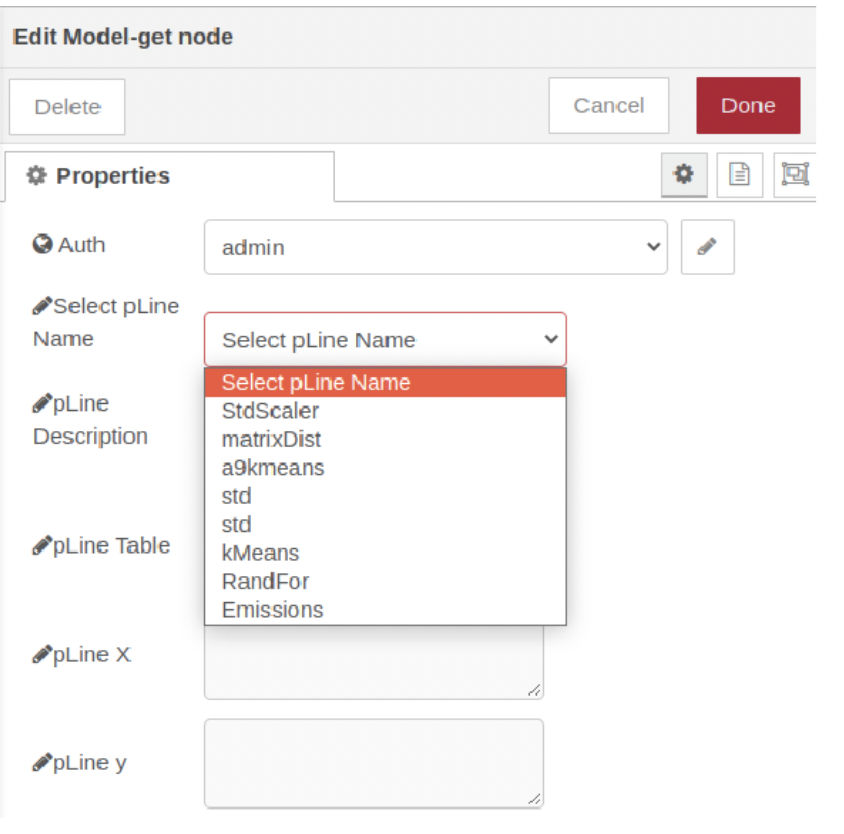 Edit Model-get node
Delete
Cancel
Done
Properties
Auth
admin
Select pLine
Name
Select pLine Name
Select pLine Name
StdScaler
matrixDist
a9kmeans
std
std
kMeans
RandFor
Emissions
pLine
Description
pLine Table
pLine X
pLine y